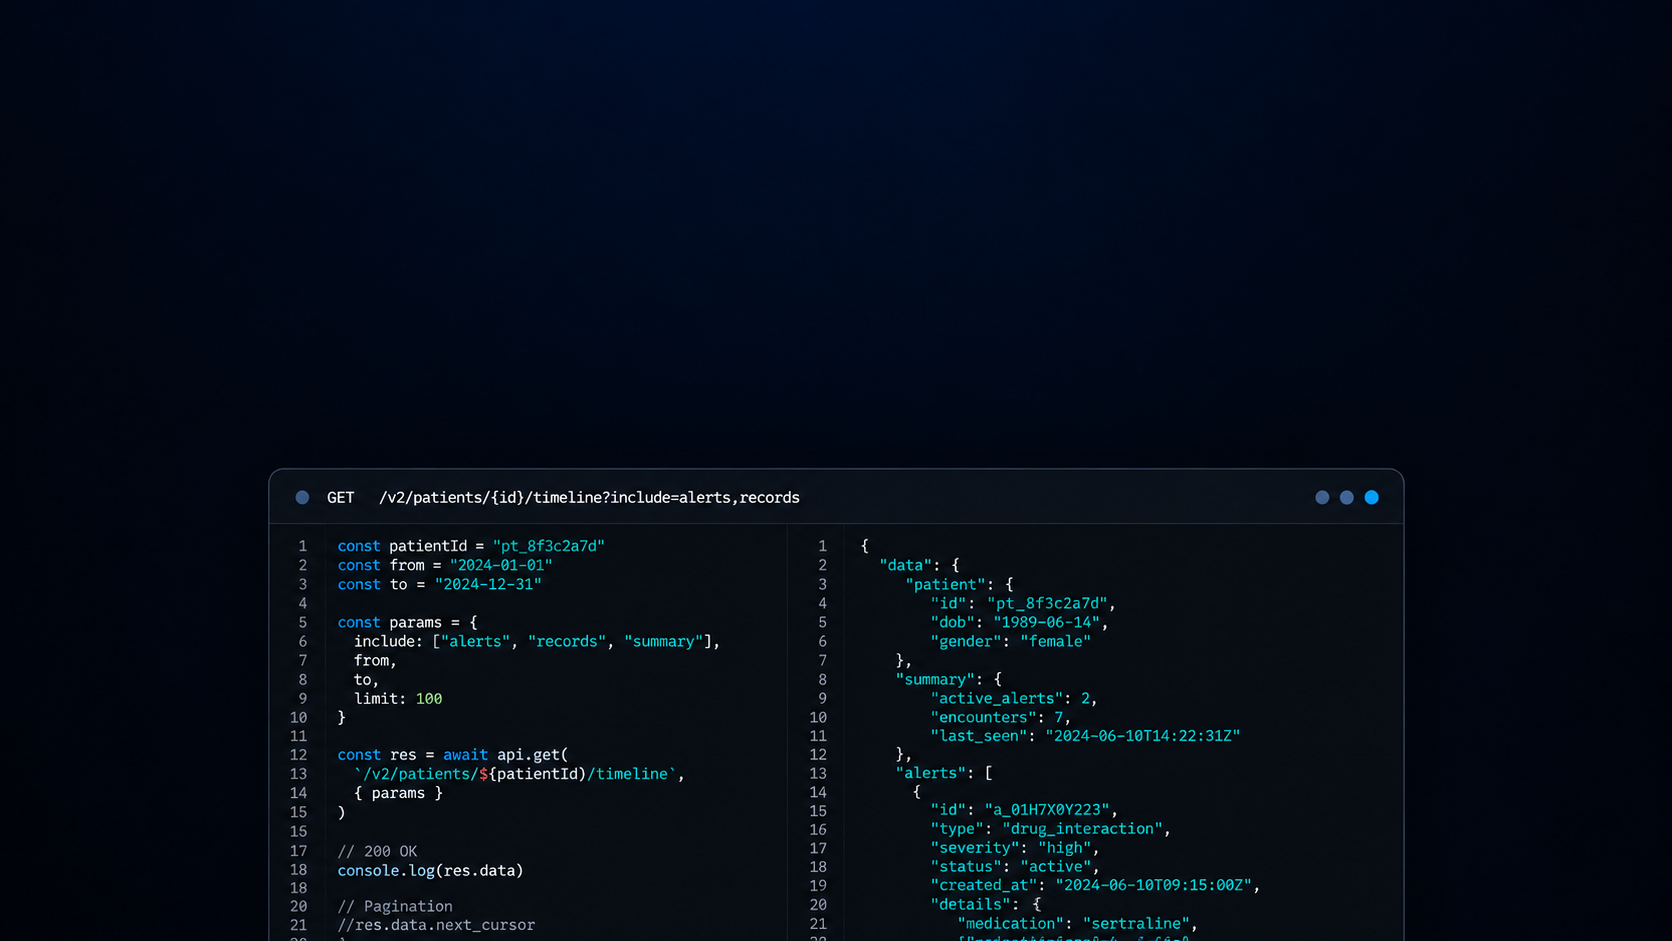 GET /v2/patients/{id}/timeline?include=alerts,records
1 const patientId = "pt_8f3c2a7d"
2 const from = "2024-01-01"
3 const to = "2024-12-31"
4
5 const params = {
6 include: ["alerts", "records", "summary"],
7 from,
8 to,
9 limit: 100
10 }
11
12 const res = await api.get(
13 `/v2/patients/${patientId)/timeline`,
14 { params }
15 )
15
17 // 200 OK
18 console.log(res.data)
18
20 // Pagination
21 //res.data.next_cursor
1 {
2 "data": {
3 "patient": {
4 "id": "pt_8f3c2a7d",
5 "dob": "1989-06-14",
6 "gender": "female"
7 },
8 "summary": {
9 "active_alerts": 2,
10 "encounters": 7,
11 "last_seen": "2024-06-10T14:22:31Z"
12 },
13 "alerts": [
14 {
15 "id": "a_01H7X0Y223",
16 "type": "drug_interaction",
17 "severity": "high",
18 "status": "active",
19 "created_at": "2024-06-10T09:15:00Z",
20 "details": {
21 "medication": "sertraline",